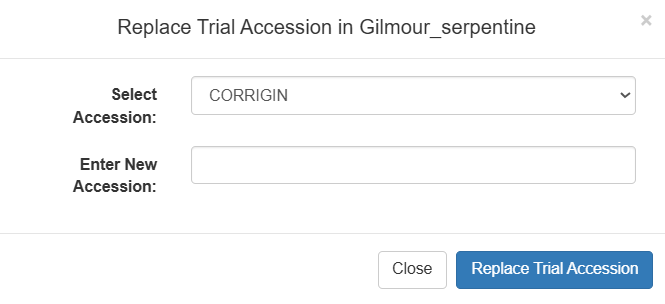 Replace Trial Accession in Gilmour_serpentine
×
Select
Accession:
CORRIGIN
Enter New
Accession:
Close
Replace Trial Accession